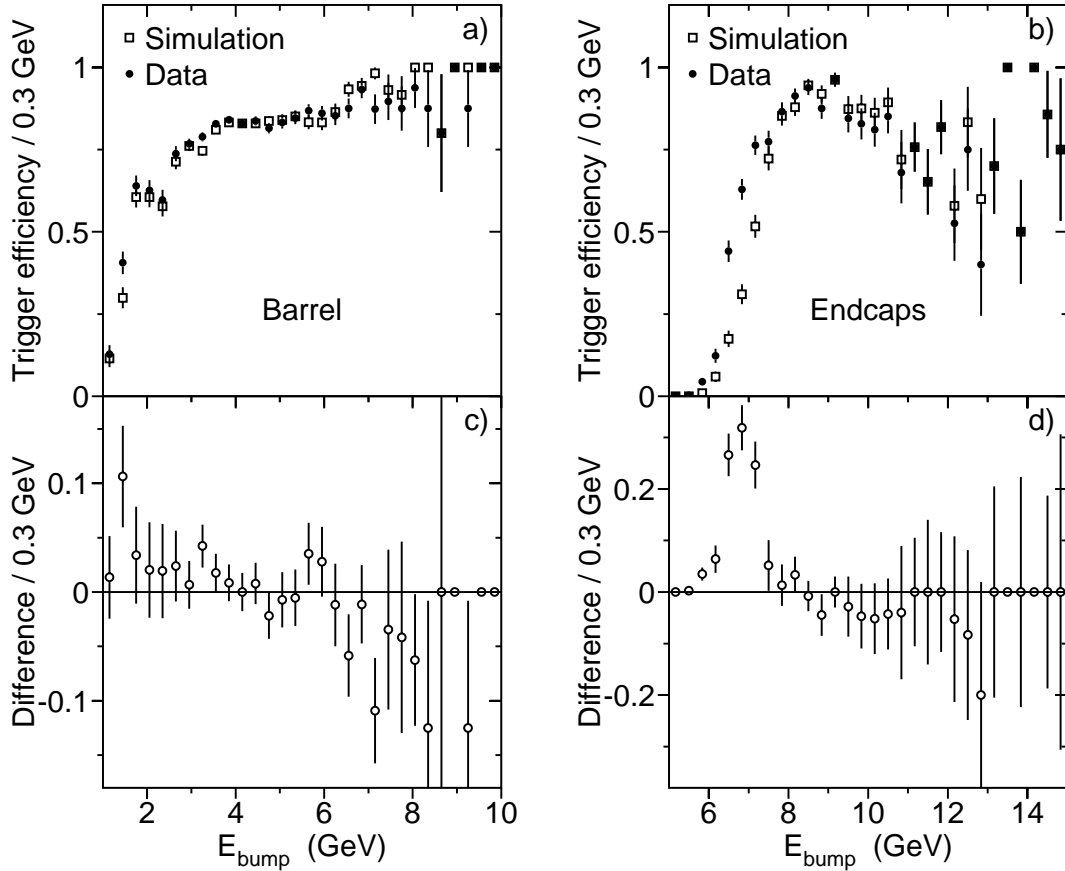 a)
Simulation
Data
1
0.5
0
Trigger efficiency / 0.3 GeV
Barrel
b)
Simulation
Data
1
0.5
0
Trigger efficiency / 0.3 GeV
Endcaps
c)
0.1
0
-0.1
Difference / 0.3 GeV
2 4 6 8 10
E_bump (GeV)
d)
0.2
0
-0.2
Difference / 0.3 GeV
6 8 10 12 14
E_bump (GeV)